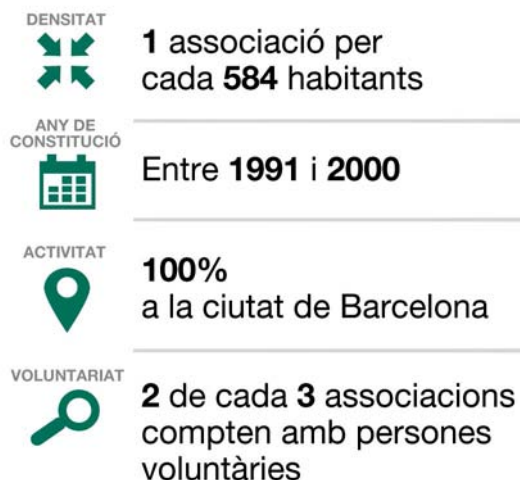 DENSITAT
1 associació per
cada 584 habitants
ANY DE
CONSTITUCIÓ
Entre 1991 i 2000
ACTIVITAT
100%
a la ciutat de Barcelona
VOLUNTARIAT
2 de cada 3 associacions
compten amb persones
voluntàries